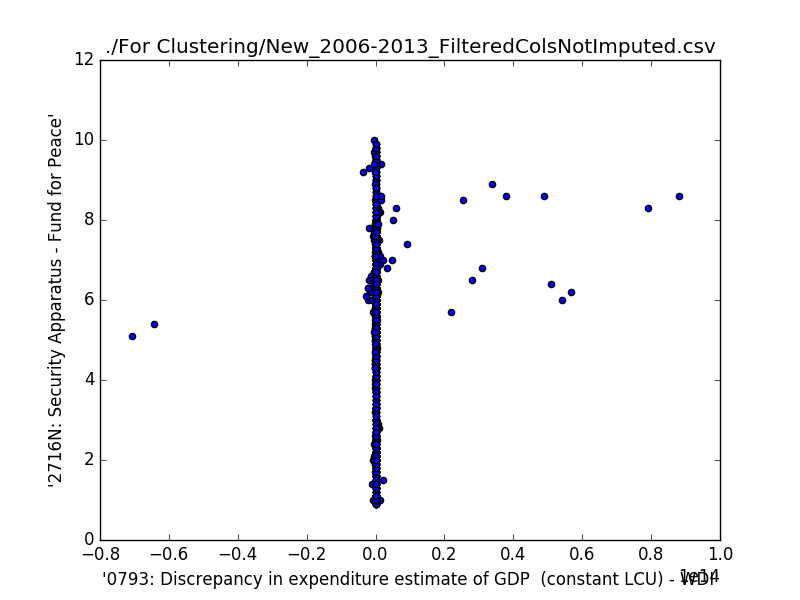 ./For Clustering/New_2006-2013_FilteredColsNotImputed.csv
12
10
8
6
4
2
0
'2716N: Security Apparatus - Fund for Peace'
−0.8 −0.6 −0.4 −0.2 0.0 0.2 0.4 0.6 0.8 1.0
1e14
'0793: Discrepancy in expenditure estimate of GDP (constant LCU) - WDI'